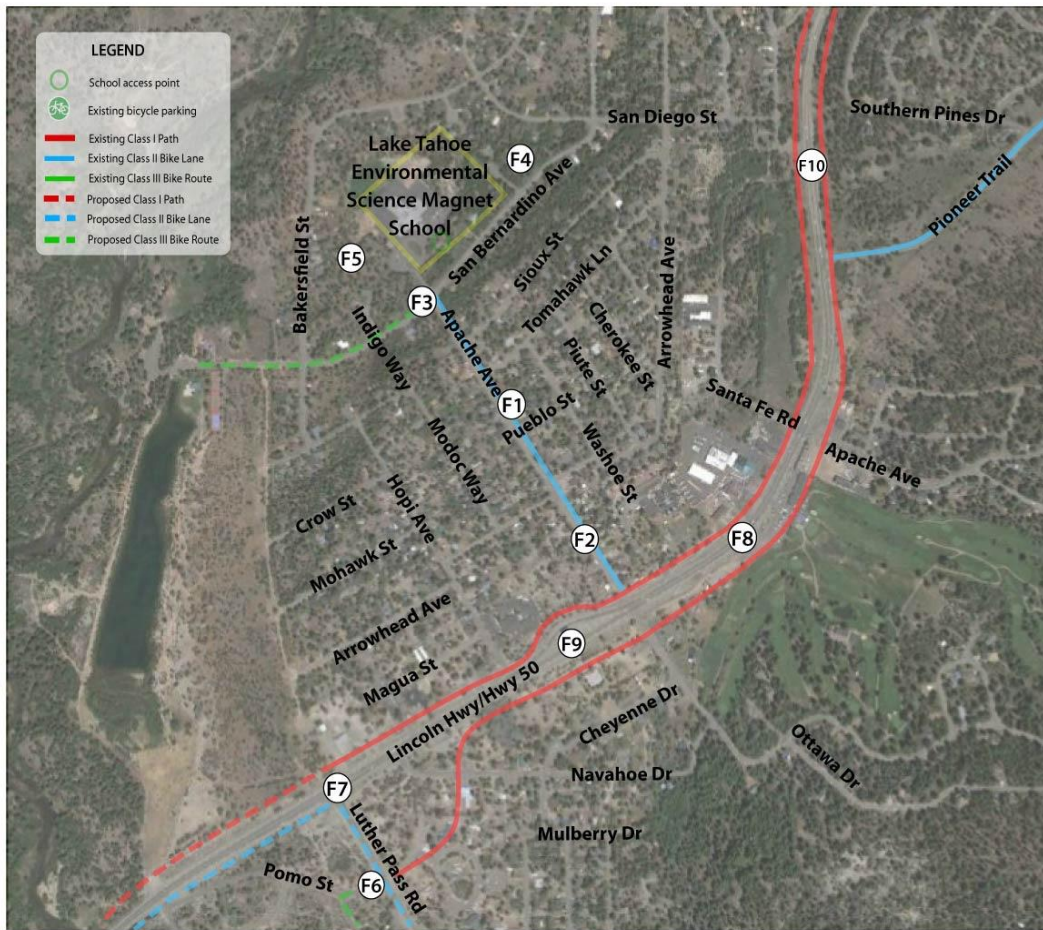 LEGEND
School access point
Existing bicycle parking
Existing Class I Path
Existing Class II Bike Lane
Existing Class III Bike Route
Proposed Class I Path
Proposed Class II Bike Lane
Proposed Class III Bike Route
San Diego St
Southern Pines Dr
Lake Tahoe
Environmental
Science Magnet
School
F4
F10
San Bernardino Ave
Pioneer Trail
Bakersfield St
F5
Sioux St
Tomahawk Ln
Arrowhead Ave
F3
Apache Ave
Indigo Way
Cherokee St
Piute St
F1
Pueblo St
Santa Fe Rd
Modoc Way
Washoe St
Apache Ave
Crow St
Hopi Ave
F2
F8
Mohawk St
Arrowhead Ave
F9
Magua St
Lincoln Hwy/Hwy 50
Cheyenne Dr
Ottawa Dr
Navahoe Dr
F7
Luther Pass Rd
Mulberry Dr
Pomo St
F6